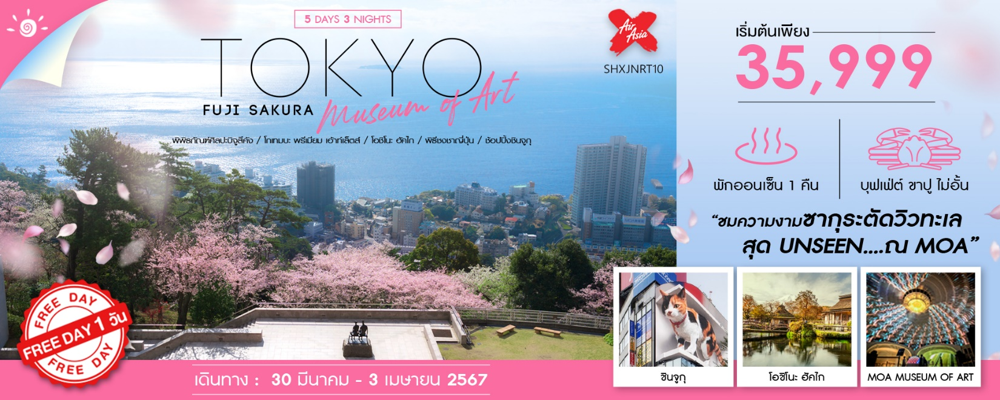 5 DAYS 3 NIGHTS
TOKYO
FUJI SAKURA Museum of Art
พิพิธภัณฑ์ศิลปะบิจูสึคัง / โกเทมบะ พรีเมียม เอ้าท์เล็ตส์ / โอชิโนะ ฮัคไก / พิธีชงชาญี่ปุ่น / ช้อปปิ้งชินจูกุ
Air Asia
SHXJNRT10
เริ่มต้นเพียง
35,999
พักออนเซ็น 1 คืน
บุฟเฟ่ต์ ขาปู ไม่อั้น
“ชมความงามซากุระตัดวิวทะเล
สุด UNSEEN....ณ MOA”
FREE DAY
FREE DAY 1 วัน
FREE DAY
เดินทาง : 30 มีนาคม - 3 เมษายน 2567
ชินจูกุ
โอชิโนะ ฮัคไก
MOA MUSEUM OF ART